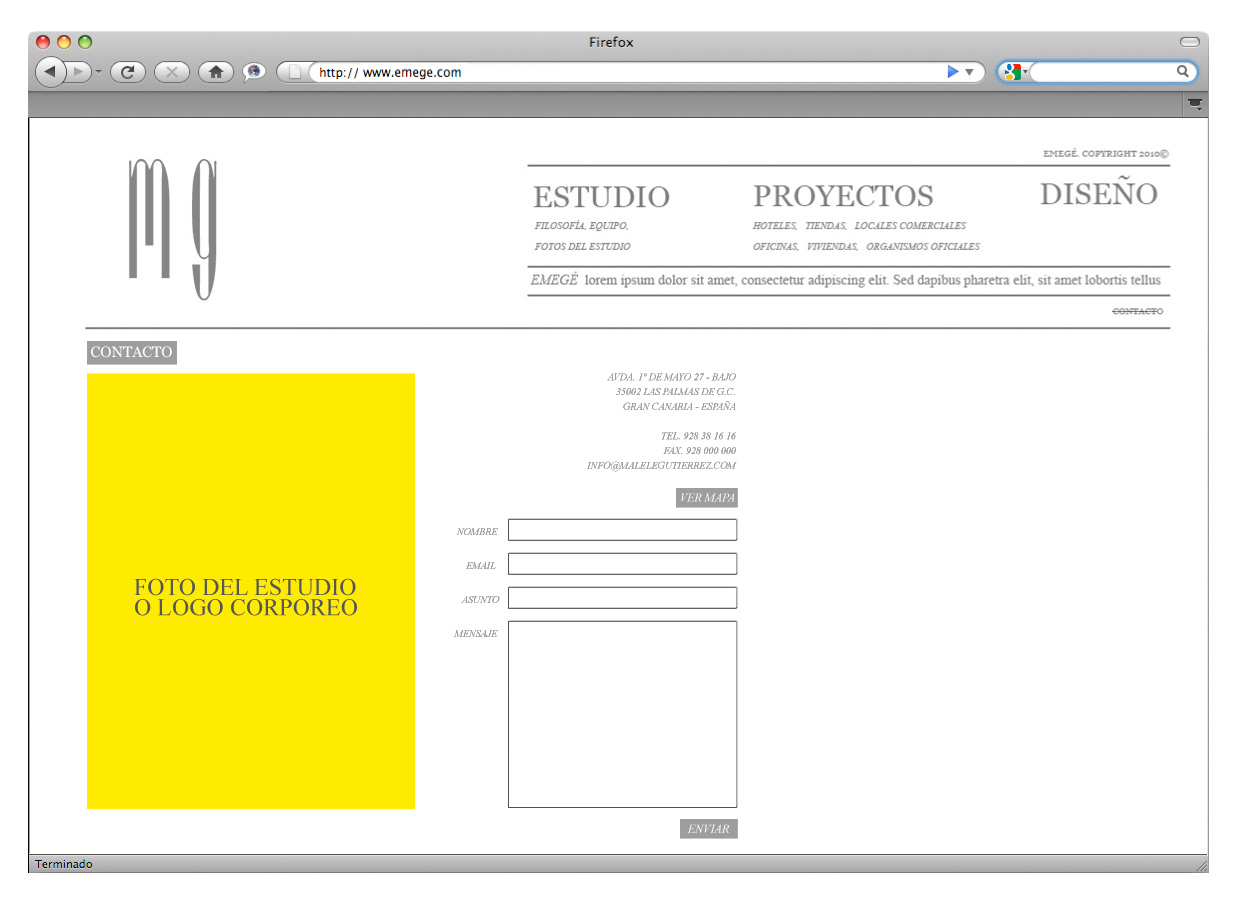 Firefox
http:// www.emege.com
mg
EMEGÉ. COPYRIGHT 2010©
ESTUDIO PROYECTOS DISEÑO
FILOSOFÍA, EQUIPO, HOTELES, TIENDAS, LOCALES COMERCIALES
FOTOS DEL ESTUDIO OFICINAS, VIVIENDAS, ORGANISMOS OFICIALES
EMEGÉ lorem ipsum dolor sit amet, consectetur adipiscing elit. Sed dapibus pharetra elit, sit amet lobortis tellus
CONTACTO
CONTACTO
AVDA. 1º DE MAYO 27 - BAJO
35002 LAS PALMAS DE G.C.
GRAN CANARIA - ESPAÑA
TEL. 928 38 16 16
FAX. 928 000 000
INFO@MALELEGUTIERREZ.COM
VER MAPA
NOMBRE
EMAIL
ASUNTO
MENSAJE
FOTO DEL ESTUDIO
O LOGO CORPOREO
ENVIAR
Terminado